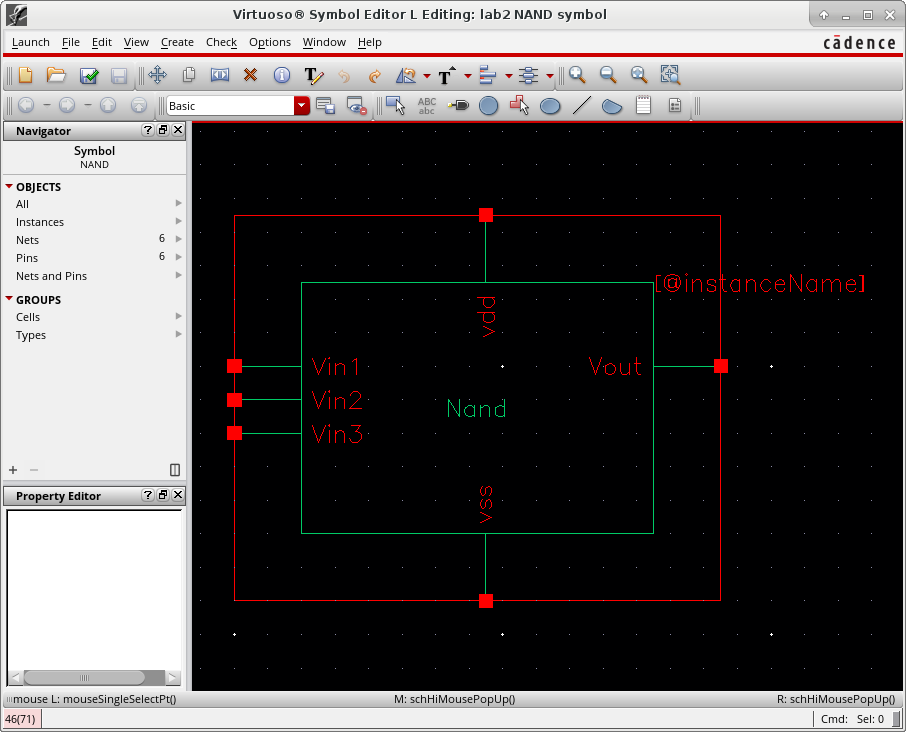 Virtuoso® Symbol Editor L Editing: lab2 NAND symbol
Launch File Edit View Create Check Options Window Help
cādence
T T
Basic
ABC
abc
Navigator
Symbol
NAND
OBJECTS
All
Instances
Nets 6
Pins 6
Nets and Pins
GROUPS
Cells
Types
Property Editor
[@instanceName]
vdd
Vin1 Vout
Vin2
Nand
Vin3
vss
mouse L: mouseSingleSelectPt() M: schHiMousePopUp() R: schHiMousePopUp()
46(71) Cmd: Sel: 0